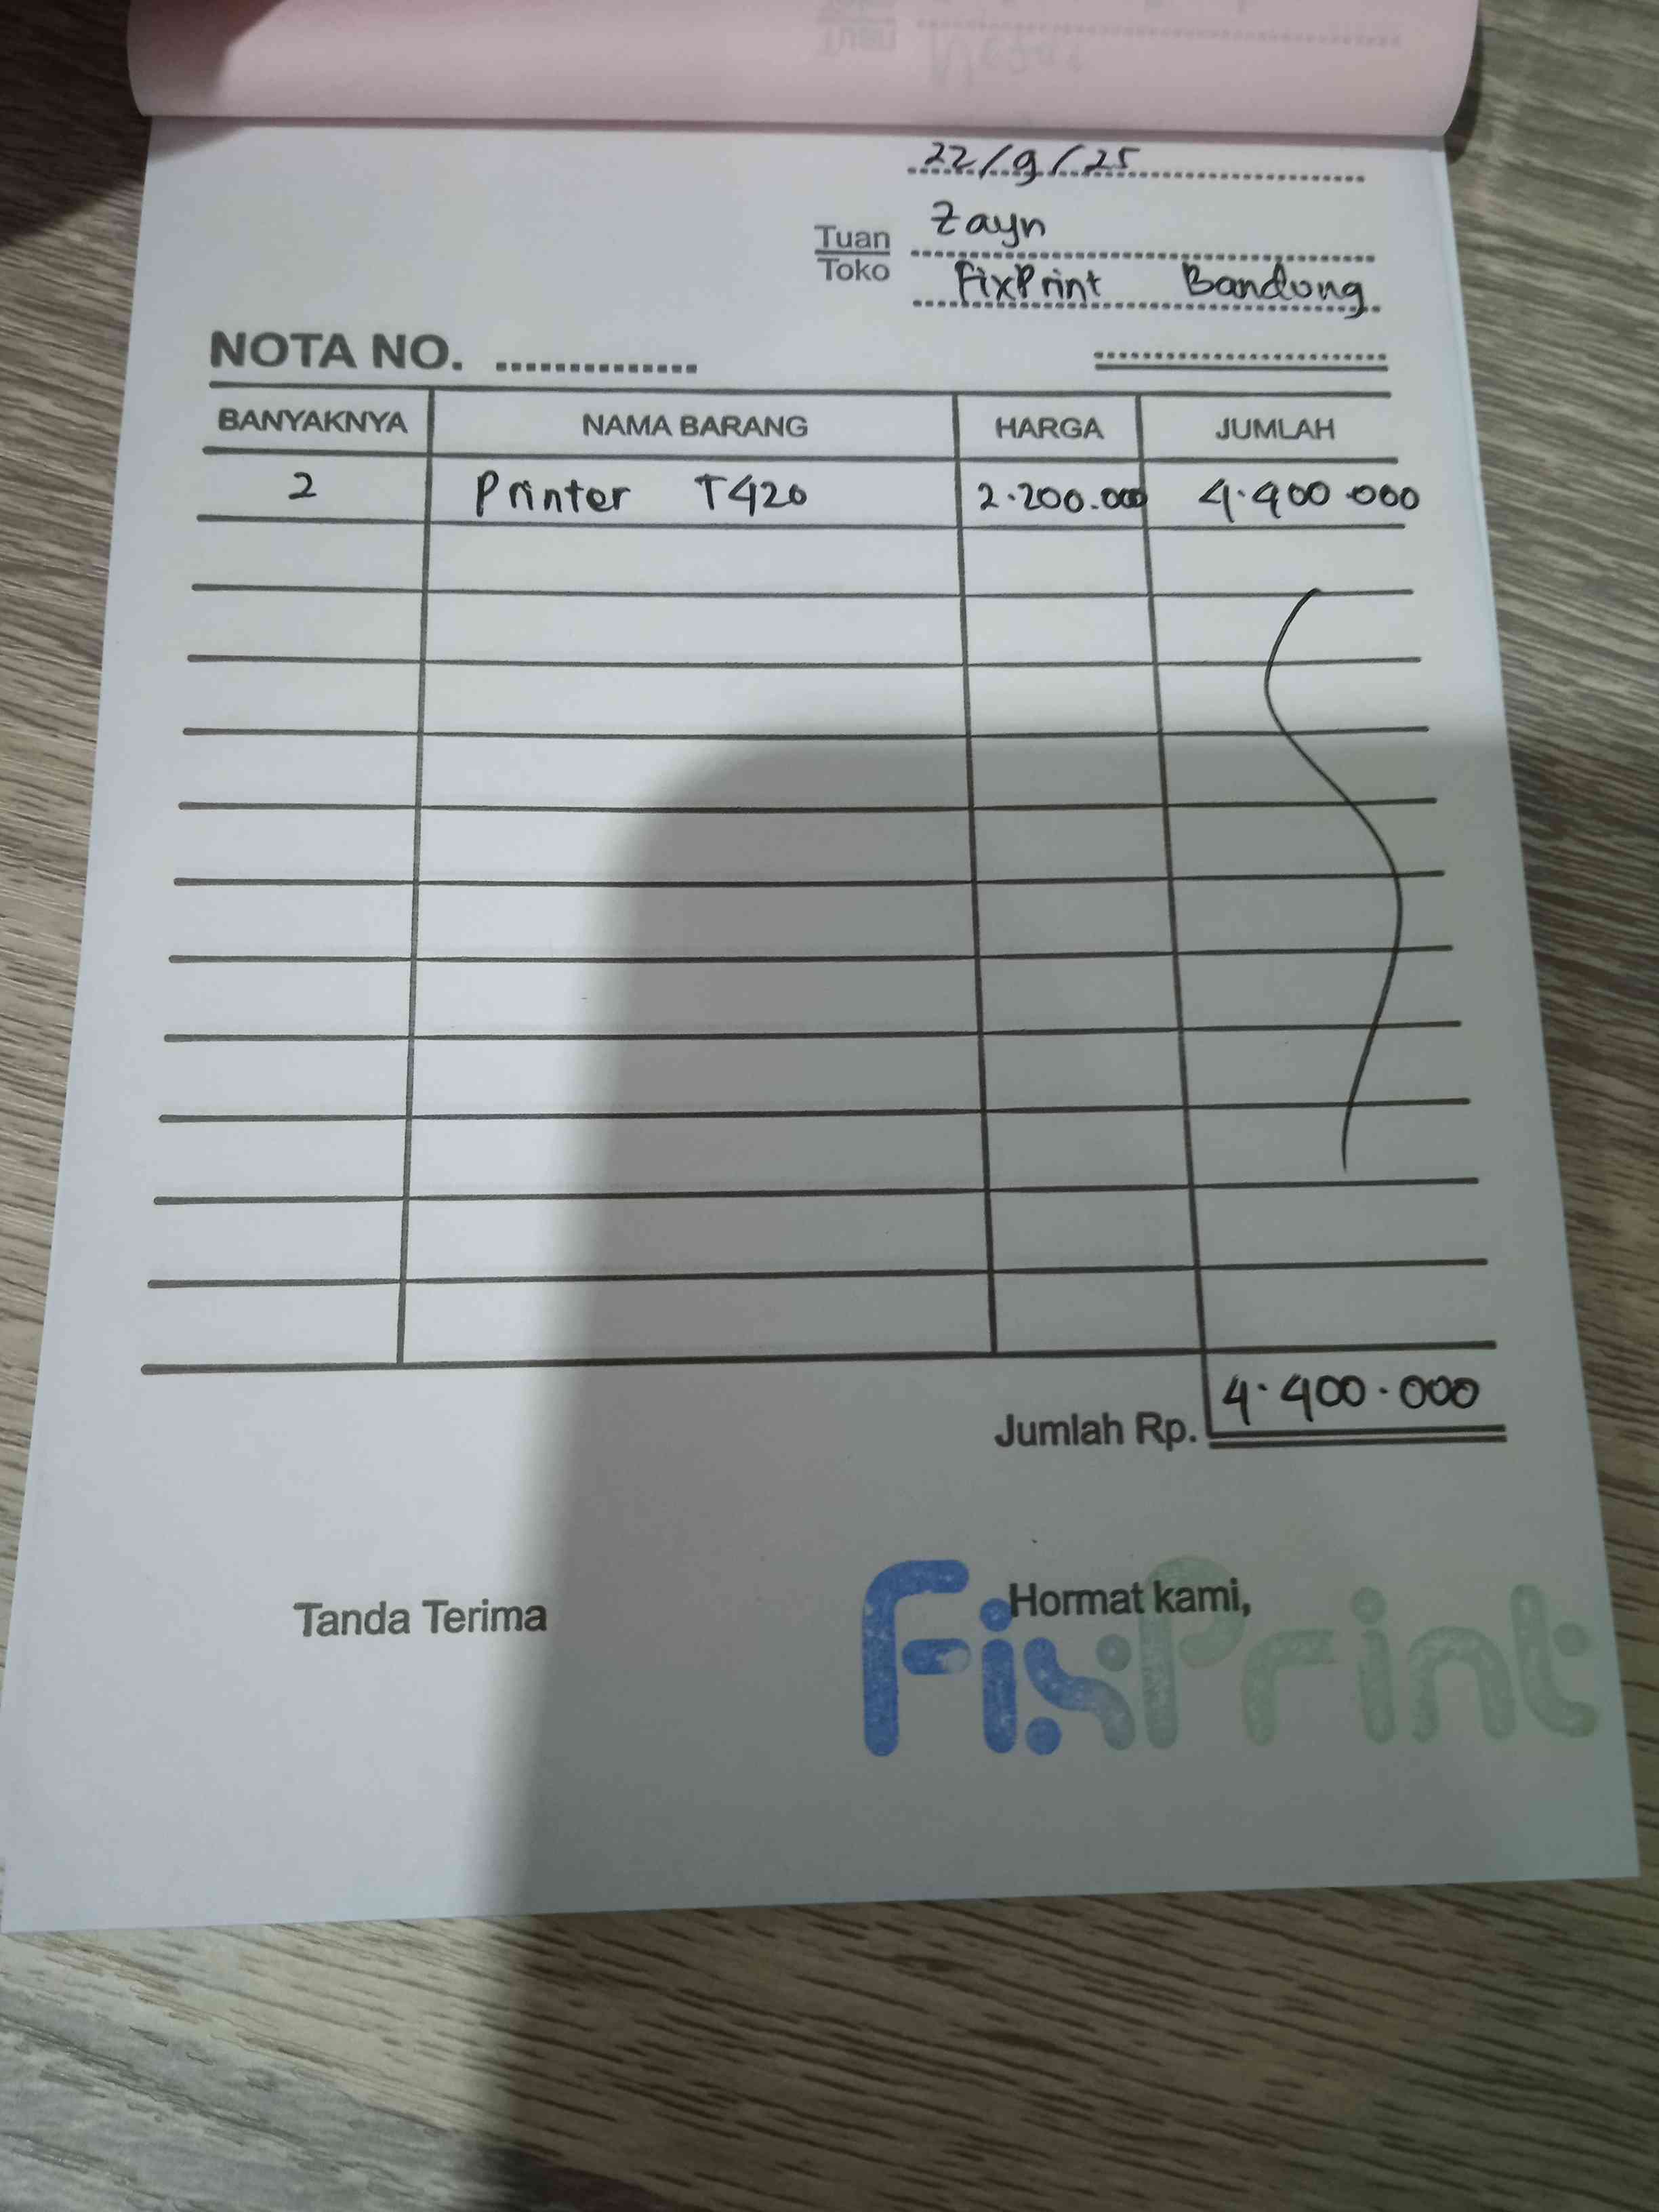 22/9/25
Tuan Zayn
Toko FixPrint Bandung
NOTA NO. ..............
BANYAKNYA NAMA BARANG HARGA JUMLAH
2 Printer T420 2.200.000 4.400.000
Jumlah Rp. 4.400.000
Tanda Terima Hormat kami,
FixPrint